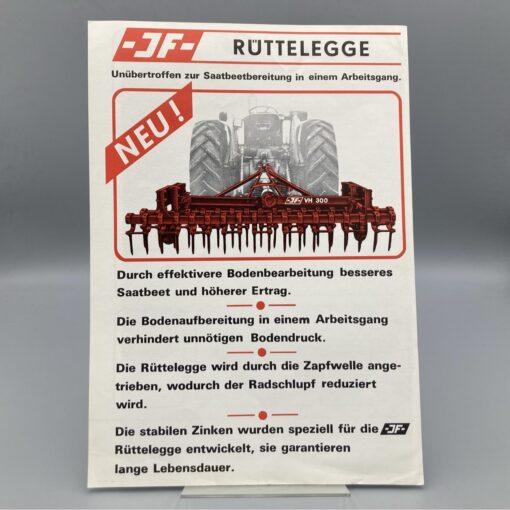 -JF- RÜTTELEGGE
Unübertroffen zur Saatbeetbereitung in einem Arbeitsgang.
NEU!
-JF- VH 300
Durch effektivere Bodenbearbeitung besseres
Saatbeet und höherer Ertrag.
Die Bodenaufbereitung in einem Arbeitsgang
verhindert unnötigen Bodendruck.
Die Rüttelegge wird durch die Zapfwelle ange-
trieben, wodurch der Radschlupf reduziert
wird.
Die stabilen Zinken wurden speziell für die -JF-
Rüttelegge entwickelt, sie garantieren
lange Lebensdauer.